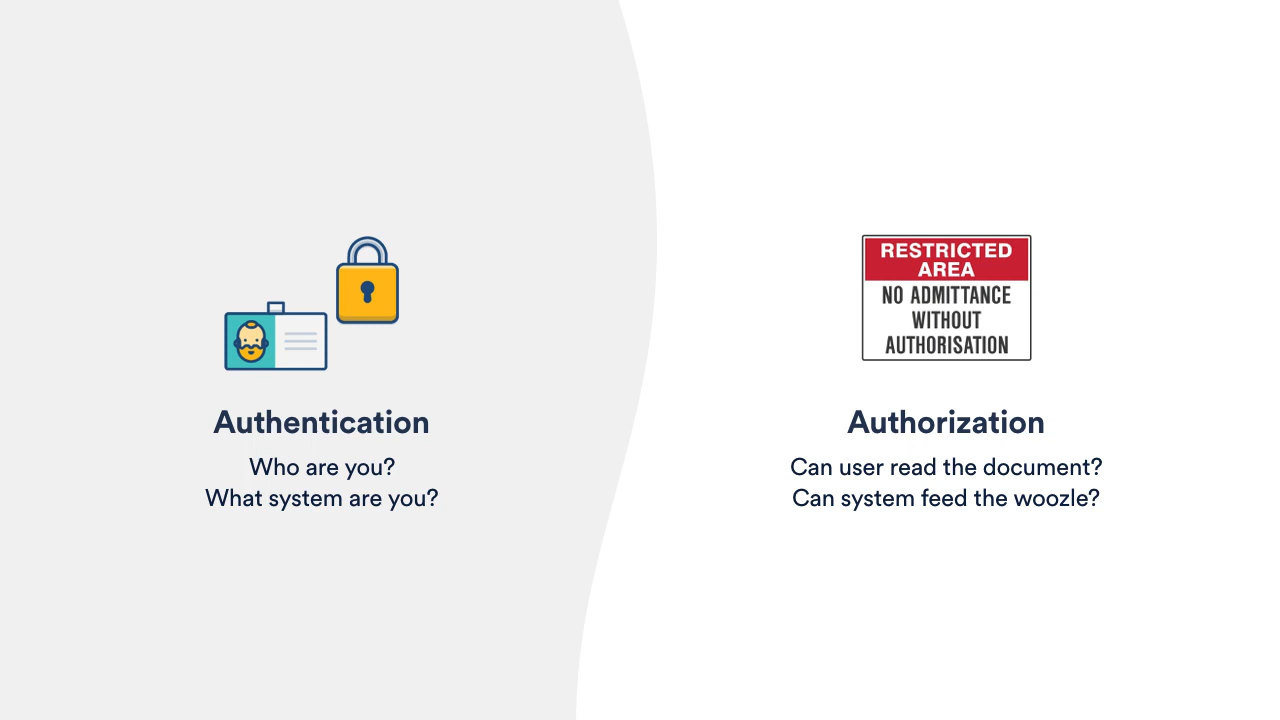 Authentication
Who are you?
What system are you?
RESTRICTED
AREA
NO ADMITTANCE
WITHOUT
AUTHORISATION
Authorization
Can user read the document?
Can system feed the woozle?